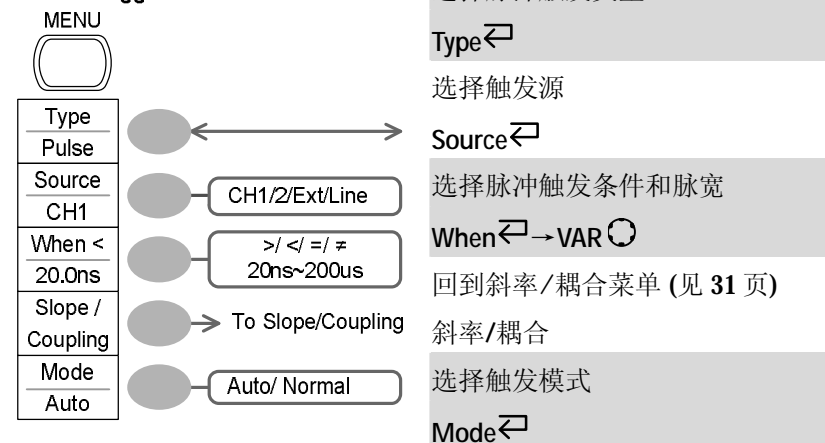 MENU
Type
Pulse
Source
CH1
CH1/2/Ext/Line
When <
20.0ns
>/ </ =/ ≠
20ns~200us
Slope /
Coupling
To Slope/Coupling
Mode
Auto
Auto/ Normal
Type
选择触发源
Source
选择脉冲触发条件和脉宽
When → VAR
回到斜率/耦合菜单 (见 31 页)
斜率/耦合
选择触发模式
Mode